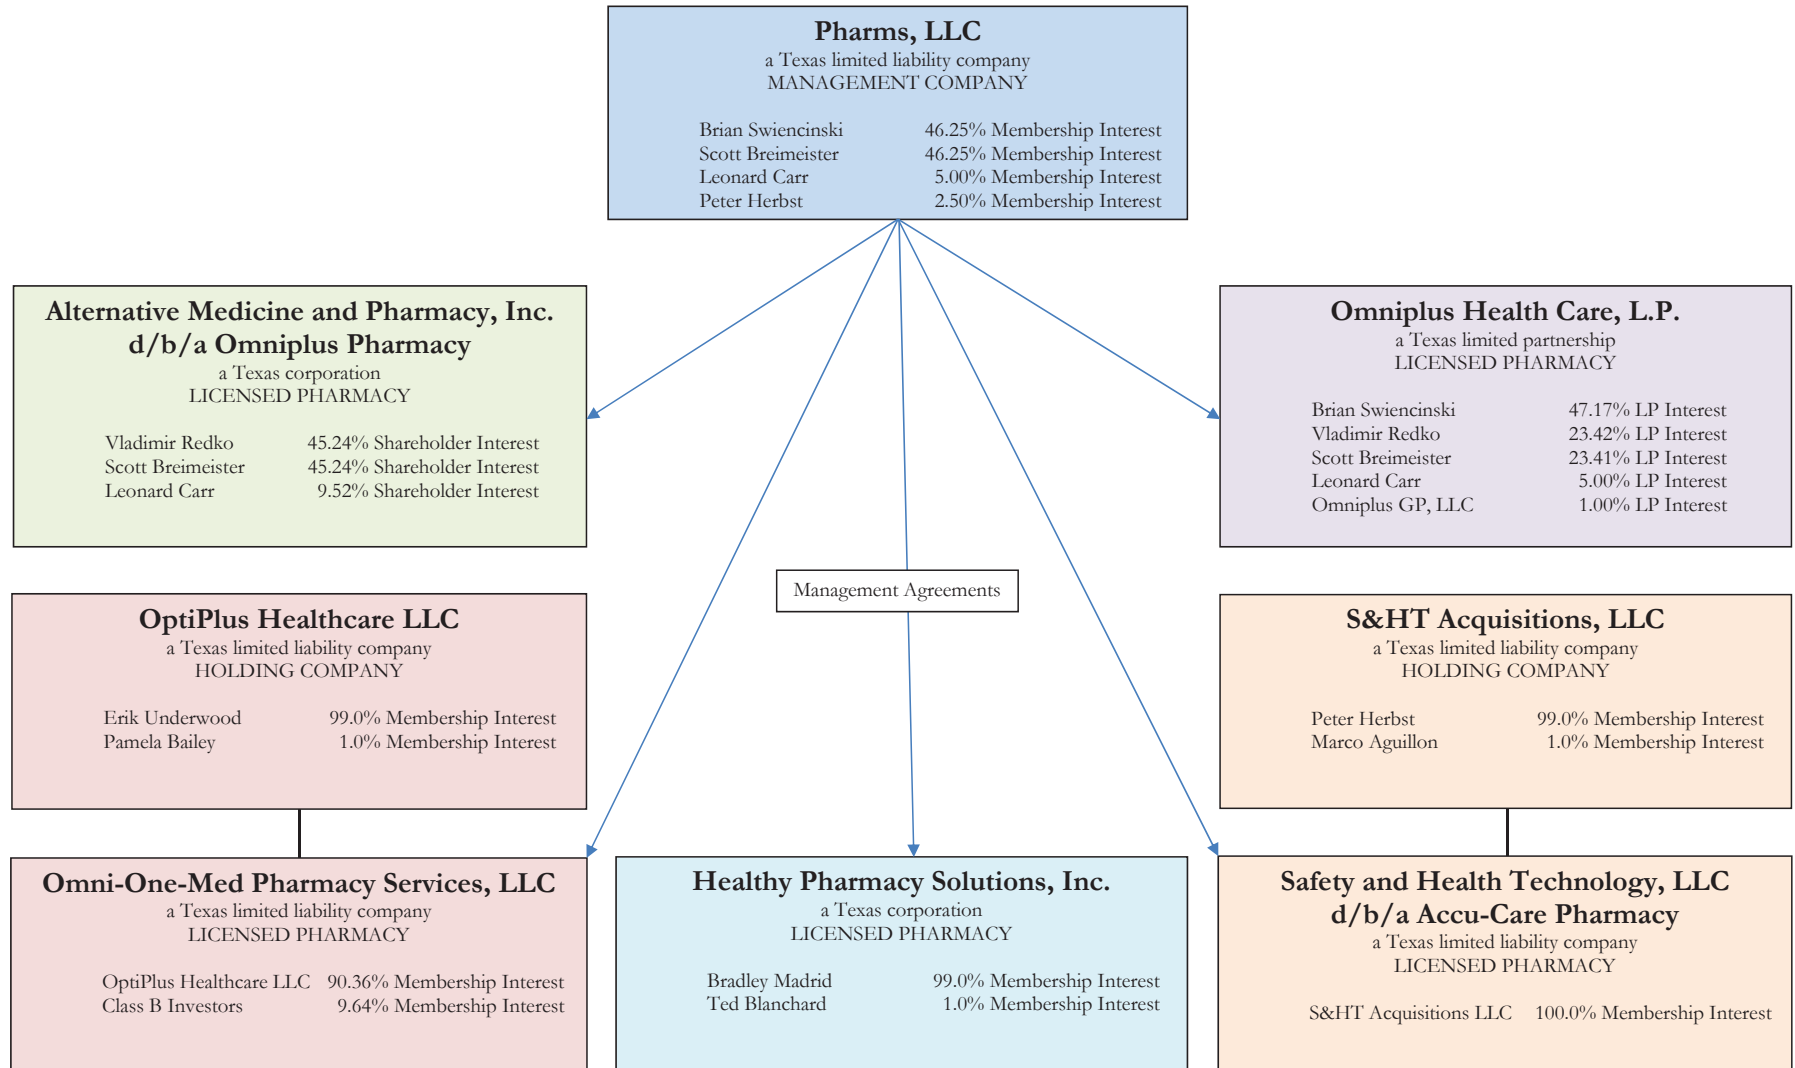 Pharms, LLC
a Texas limited liability company
MANAGEMENT COMPANY
Brian Swiencinski 46.25% Membership Interest
Scott Breimeister 46.25% Membership Interest
Leonard Carr 5.00% Membership Interest
Peter Herbst 2.50% Membership Interest
Alternative Medicine and Pharmacy, Inc.
d/b/a Omniplus Pharmacy
a Texas corporation
LICENSED PHARMACY
Vladimir Redko 45.24% Shareholder Interest
Scott Breimeister 45.24% Shareholder Interest
Leonard Carr 9.52% Shareholder Interest
Omniplus Health Care, L.P.
a Texas limited partnership
LICENSED PHARMACY
Brian Swiencinski 47.17% LP Interest
Vladimir Redko 23.42% LP Interest
Scott Breimeister 23.41% LP Interest
Leonard Carr 5.00% LP Interest
Omniplus GP, LLC 1.00% LP Interest
Management Agreements
OptiPlus Healthcare LLC
a Texas limited liability company
HOLDING COMPANY
Erik Underwood 99.0% Membership Interest
Pamela Bailey 1.0% Membership Interest
S&HT Acquisitions, LLC
a Texas limited liability company
HOLDING COMPANY
Peter Herbst 99.0% Membership Interest
Marco Aguillon 1.0% Membership Interest
Omni-One-Med Pharmacy Services, LLC
a Texas limited liability company
LICENSED PHARMACY
OptiPlus Healthcare LLC 90.36% Membership Interest
Class B Investors 9.64% Membership Interest
Healthy Pharmacy Solutions, Inc.
a Texas corporation
LICENSED PHARMACY
Bradley Madrid 99.0% Membership Interest
Ted Blanchard 1.0% Membership Interest
Safety and Health Technology, LLC
d/b/a Accu-Care Pharmacy
a Texas limited liability company
LICENSED PHARMACY
S&HT Acquisitions LLC 100.0% Membership Interest